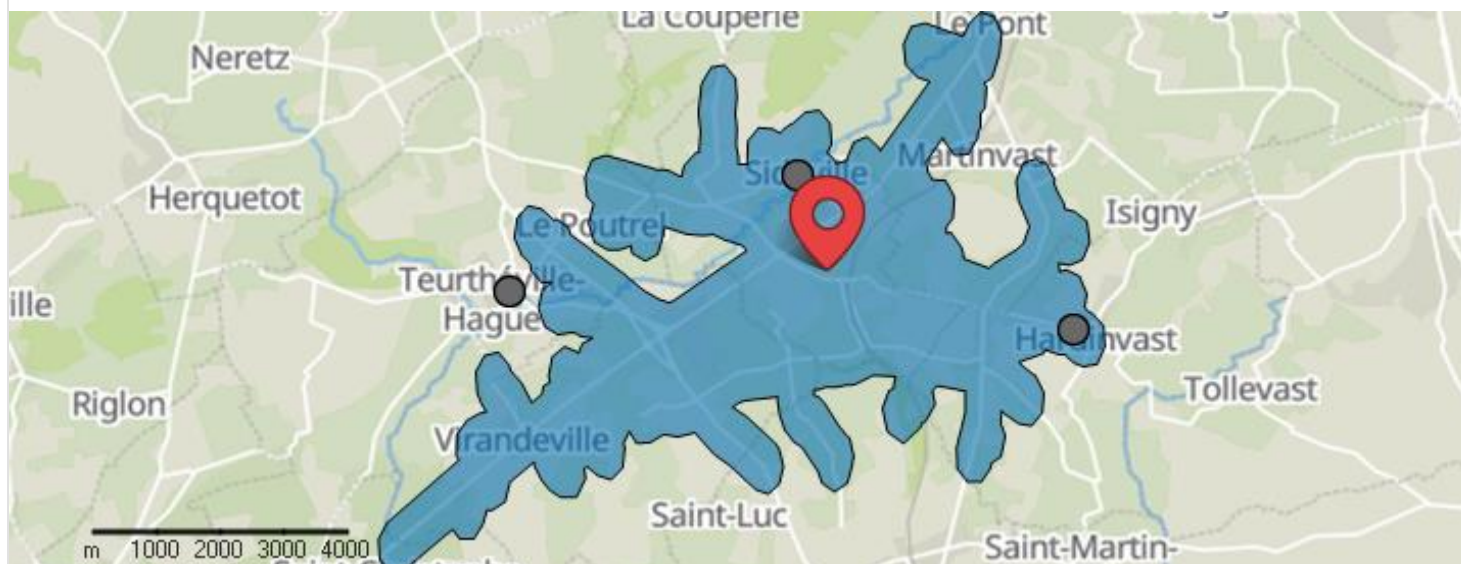 La Couperie
Le Pont
Neretz
Martinvast
Herquetot
Isigny
Le Poutrel
Teurthéville-
Hague
ille
Hardinvast
Riglon
Tollevast
Virandeville
Saint-Luc
m 1000 2000 3000 4000
Saint-Martin-